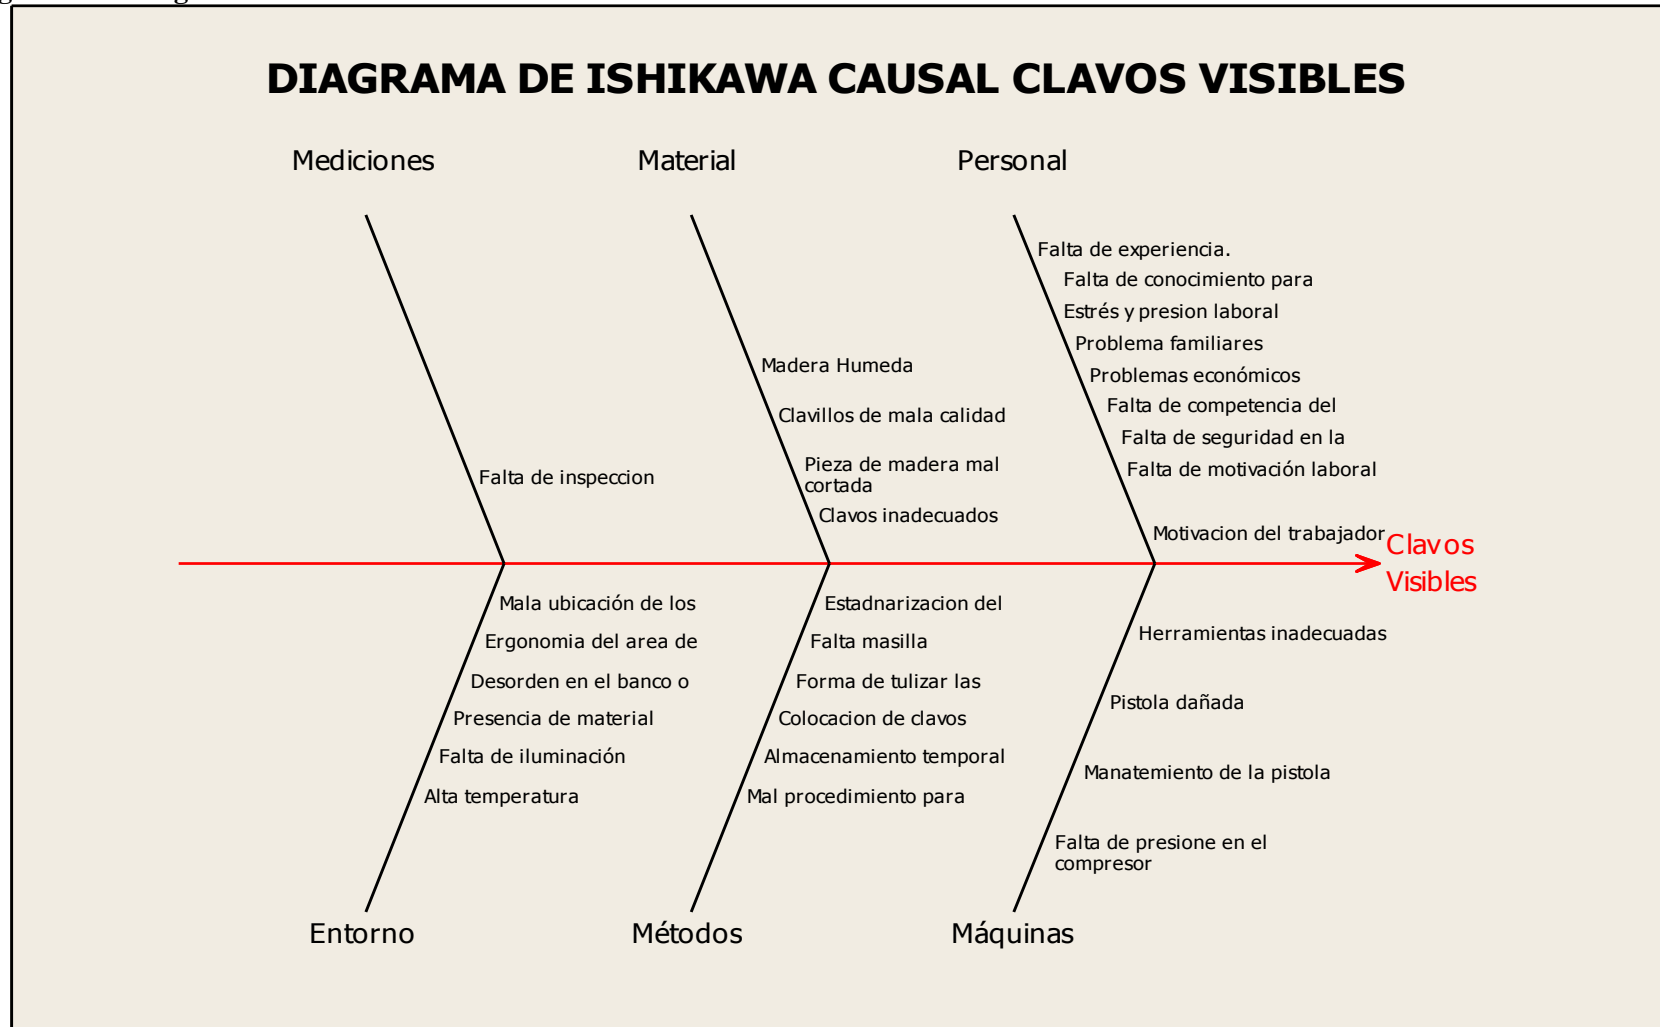 DIAGRAMA DE ISHIKAWA CAUSAL CLAVOS VISIBLES
Mediciones
Material
Personal
Falta de experiencia.
Falta de conocimiento para
Estrés y presion laboral
Problema familiares
Problemas económicos
Falta de competencia del
Falta de seguridad en la
Falta de motivación laboral
Motivacion del trabajador
Madera Humeda
Clavillos de mala calidad
Pieza de madera mal
cortada
Clavos inadecuados
Falta de inspeccion
Clavos
Visibles
Mala ubicación de los
Ergonomia del area de
Desorden en el banco o
Presencia de material
Falta de iluminación
Alta temperatura
Estadnarizacion del
Falta masilla
Forma de tulizar las
Colocacion de clavos
Almacenamiento temporal
Mal procedimiento para
Herramientas inadecuadas
Pistola dañada
Manatemiento de la pistola
Falta de presione en el
compresor
Entorno
Métodos
Máquinas